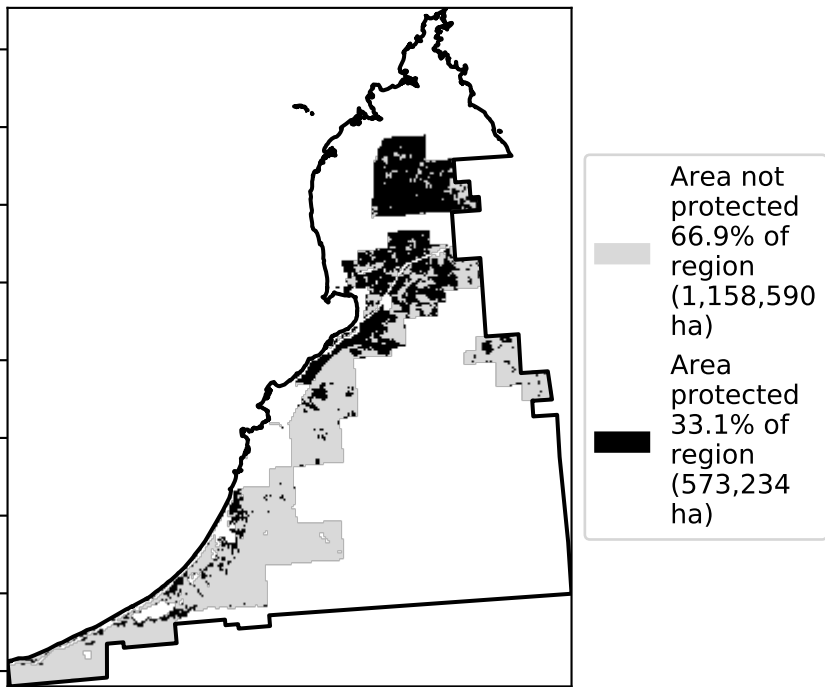 Area not
protected
66.9% of
region
(1,158,590
ha)
Area
protected
33.1% of
region
(573,234
ha)